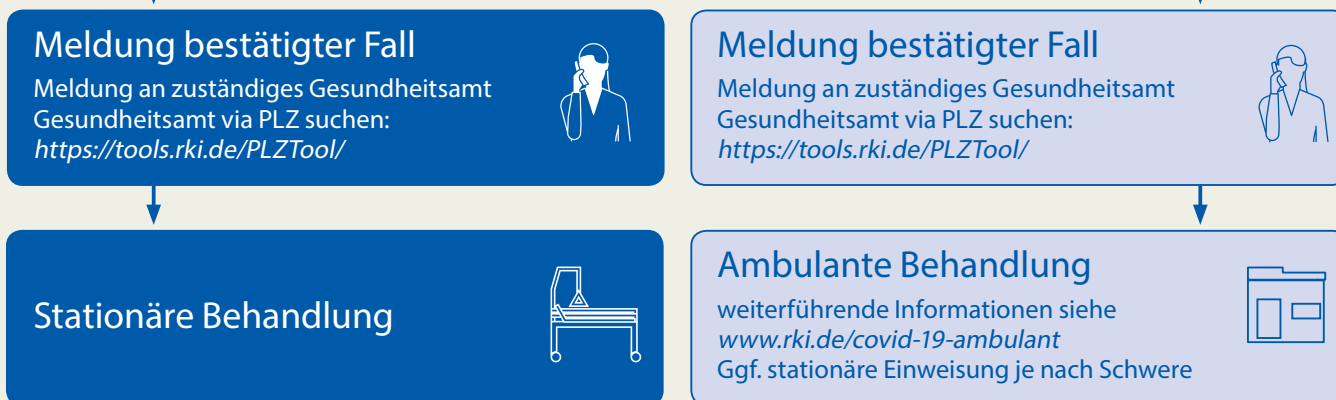 Meldung bestätigter Fall
Meldung an zuständiges Gesundheitsamt
Gesundheitsamt via PLZ suchen:
https://tools.rki.de/PLZTool/
Meldung bestätigter Fall
Meldung an zuständiges Gesundheitsamt
Gesundheitsamt via PLZ suchen:
https://tools.rki.de/PLZTool/
Stationäre Behandlung
Ambulante Behandlung
weiterführende Informationen siehe
www.rki.de/covid-19-ambulant
Ggf. stationäre Einweisung je nach Schwere